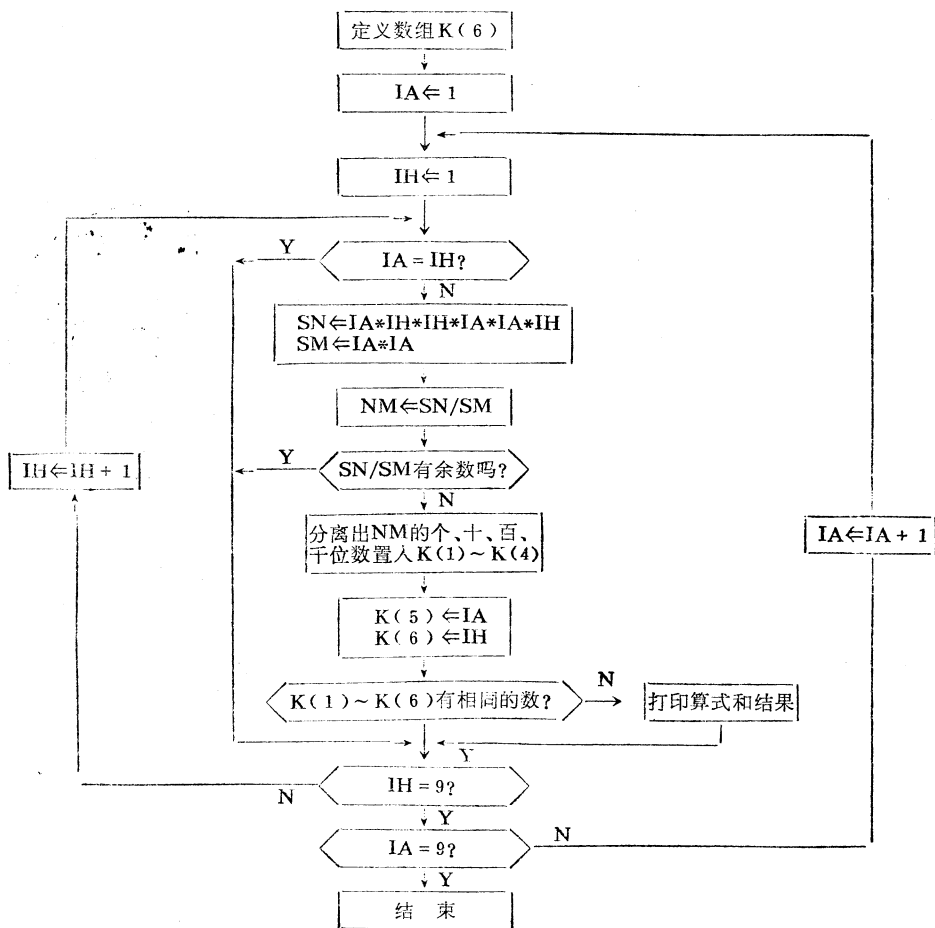 定义数组K(6)
IA⇐1
IH⇐1
Y
IA=IH?
N
SN⇐IA*IH*IH*IA*IA*IH
SM⇐IA*IA
NM⇐SN/SM
IH⇐IH+1
Y
SN/SM有余数吗?
N
分离出NM的个、十、百、
千位数置入K(1)~K(4)
IA⇐IA+1
K(5)⇐IA
K(6)⇐IH
K(1)~K(6)有相同的数?
N
打印算式和结果
Y
IH=9?
N
Y
IA=9?
N
Y
结 束